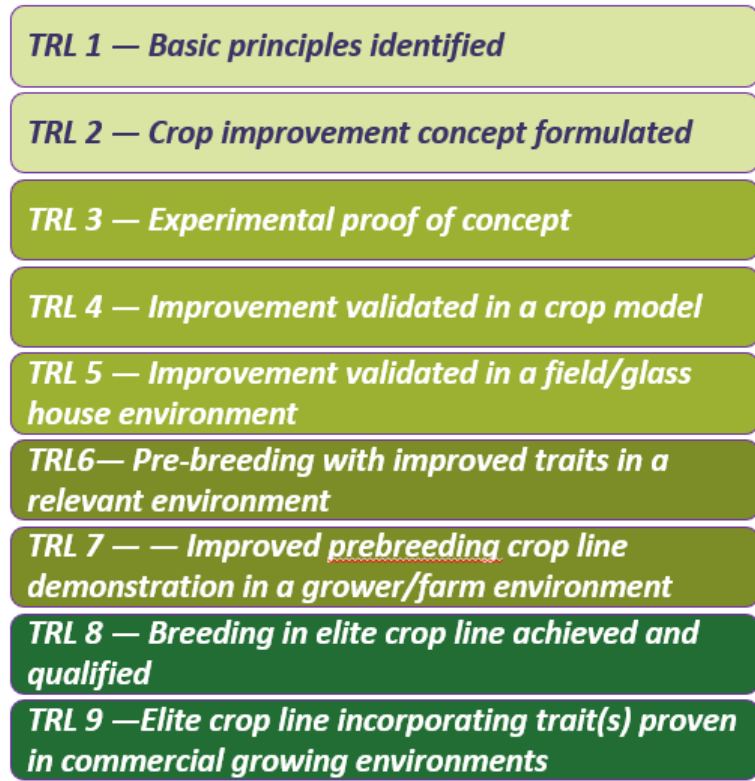 TRL 1 — Basic principles identified
TRL 2 — Crop improvement concept formulated
TRL 3 — Experimental proof of concept
TRL 4 — Improvement validated in a crop model
TRL 5 — Improvement validated in a field/glass
house environment
TRL6— Pre-breeding with improved traits in a
relevant environment
TRL 7 — — Improved prebreeding crop line
demonstration in a grower/farm environment
TRL 8 — Breeding in elite crop line achieved and
qualified
TRL 9 —Elite crop line incorporating trait(s) proven
in commercial growing environments